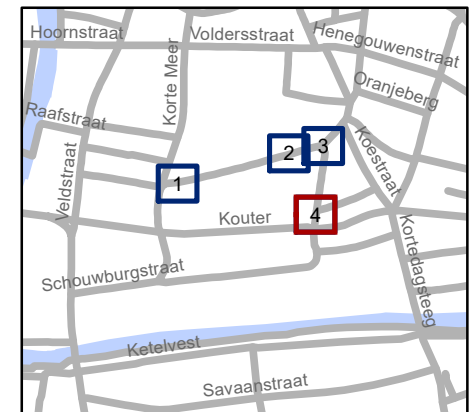 Hoornstraat
Voldersstraat
Henegouwenstraat
Korte Meer
Oranjeberg
Raafstraat
Koestraat
Veldstraat
1
2
3
4
Kouter
Kortedagsteeg
Schouwburgstraat
Ketelvest
Savaanstraat